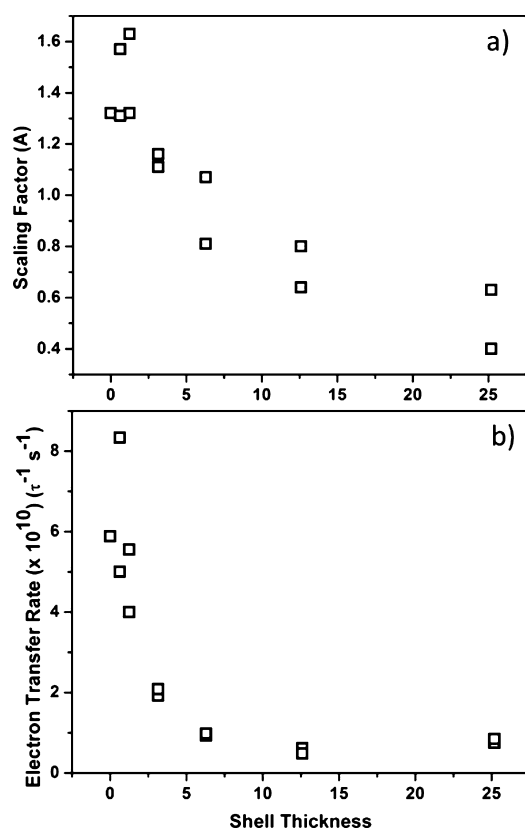 a)
1.6
1.4
1.2
1.0
0.8
0.6
0.4
Scaling Factor (A)
0 5 10 15 20 25
b)
8
6
4
2
0
Electron Transfer Rate (x 10¹⁰) (τ⁻¹ s⁻¹)
0 5 10 15 20 25
Shell Thickness